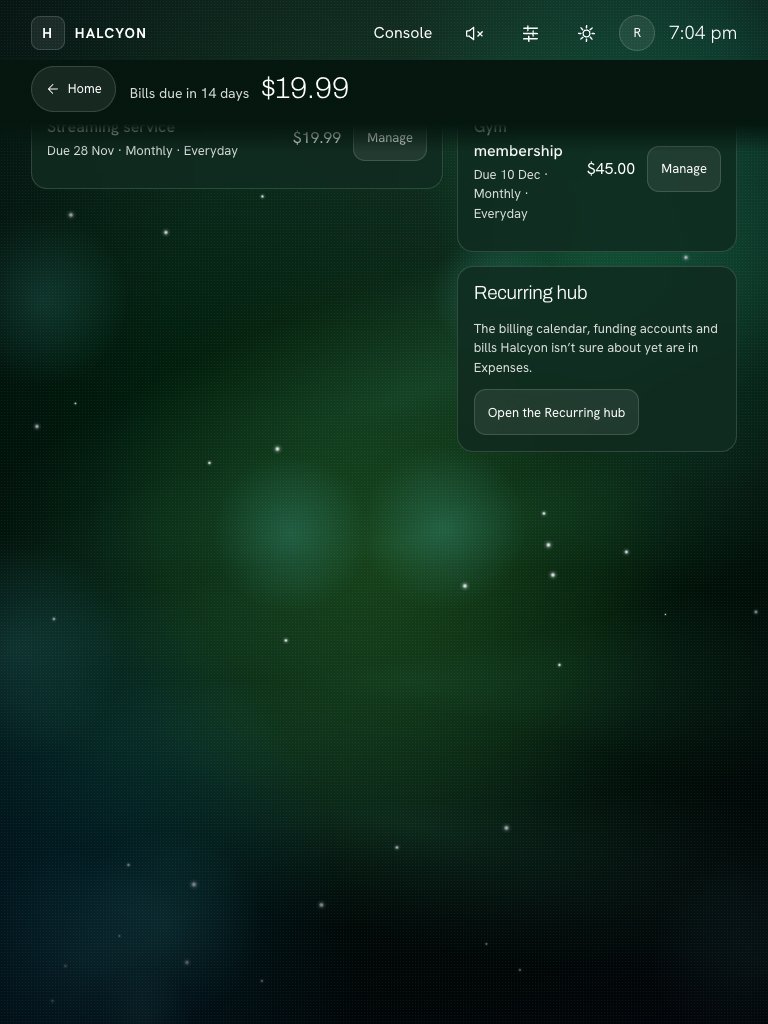 H HALCYON
Console
R
7:04 pm
Home
Bills due in 14 days $19.99
Streaming service
Due 28 Nov · Monthly · Everyday
$19.99
Manage
Gym
membership
Due 10 Dec ·
Monthly ·
Everyday
$45.00
Manage
Recurring hub
The billing calendar, funding accounts and
bills Halcyon isn’t sure about yet are in
Expenses.
Open the Recurring hub